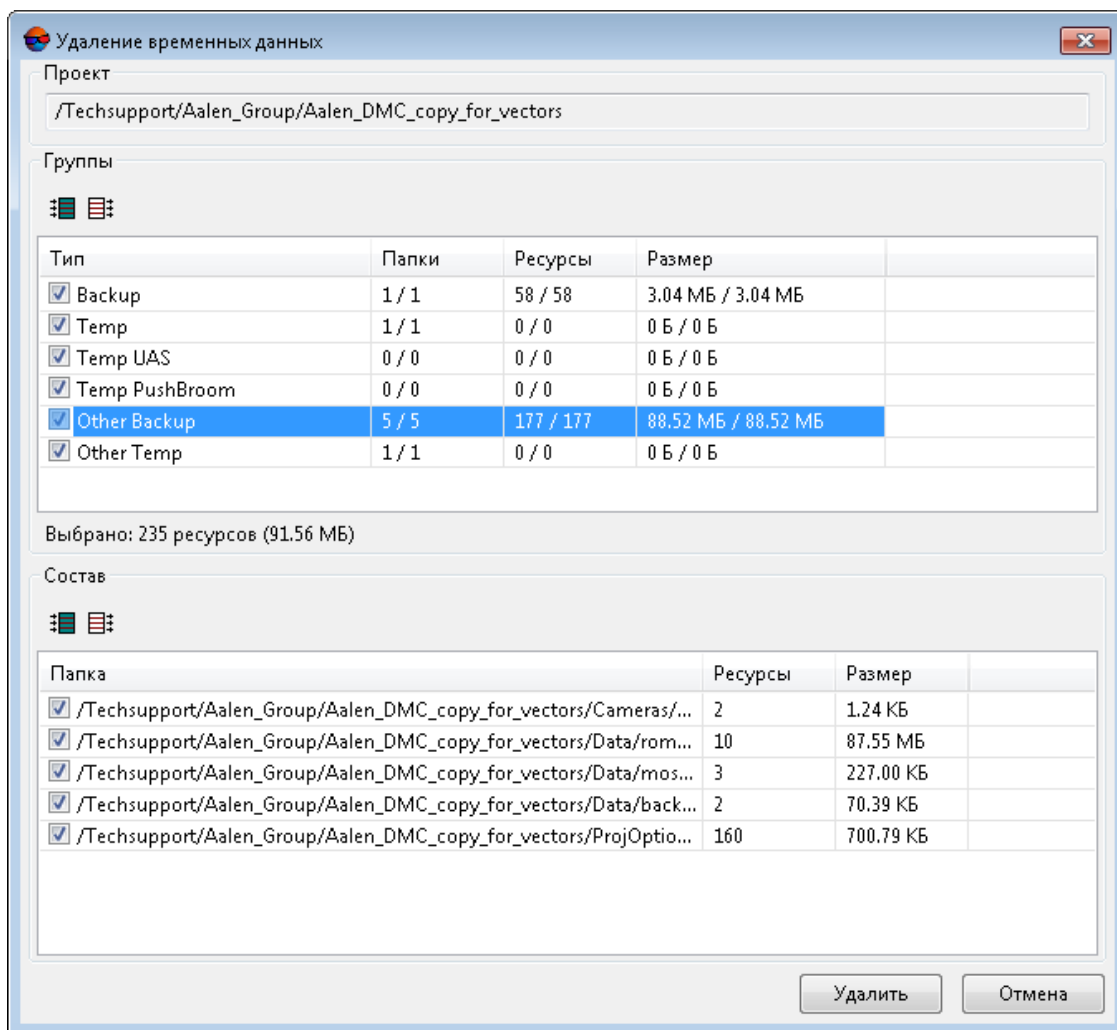 Удаление временных данных
Проект
/Techsupport/Aalen_Group/Aalen_DMC_copy_for_vectors
Группы
Тип Папки Ресурсы Размер
Backup 1 / 1 58 / 58 3.04 МБ / 3.04 МБ
Temp 1 / 1 0 / 0 0 Б / 0 Б
Temp UAS 0 / 0 0 / 0 0 Б / 0 Б
Temp PushBroom 0 / 0 0 / 0 0 Б / 0 Б
Other Backup 5 / 5 177 / 177 88.52 МБ / 88.52 МБ
Other Temp 1 / 1 0 / 0 0 Б / 0 Б
Выбрано: 235 ресурсов (91.56 МБ)
Состав
Папка Ресурсы Размер
/Techsupport/Aalen_Group/Aalen_DMC_copy_for_vectors/Cameras/... 2 1.24 КБ
/Techsupport/Aalen_Group/Aalen_DMC_copy_for_vectors/Data/rom... 10 87.55 МБ
/Techsupport/Aalen_Group/Aalen_DMC_copy_for_vectors/Data/mos... 3 227.00 КБ
/Techsupport/Aalen_Group/Aalen_DMC_copy_for_vectors/Data/back... 2 70.39 КБ
/Techsupport/Aalen_Group/Aalen_DMC_copy_for_vectors/ProjOptio... 160 700.79 КБ
Удалить Отмена